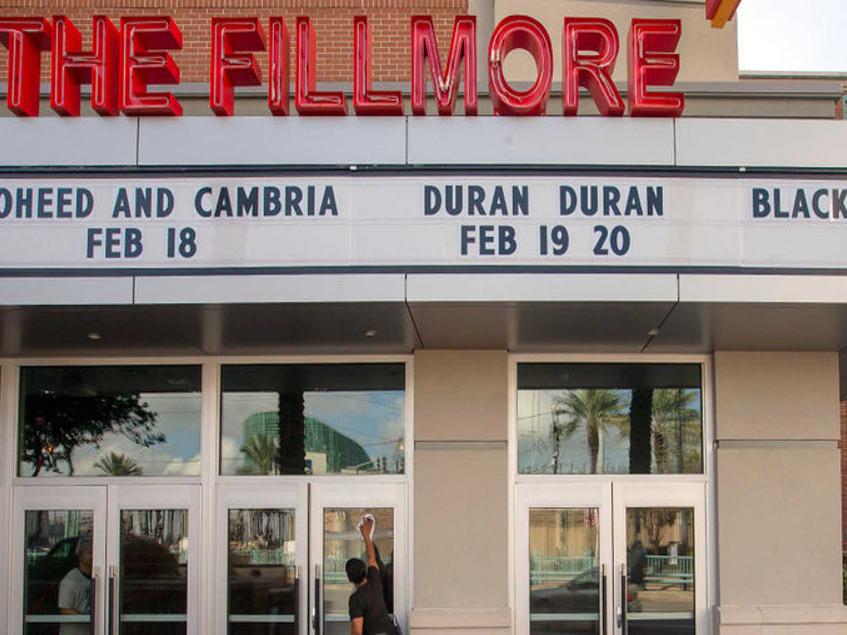 THE FILLMORE
OHEED AND CAMBRIA
FEB 18
DURAN DURAN
FEB 19 20
BLACK